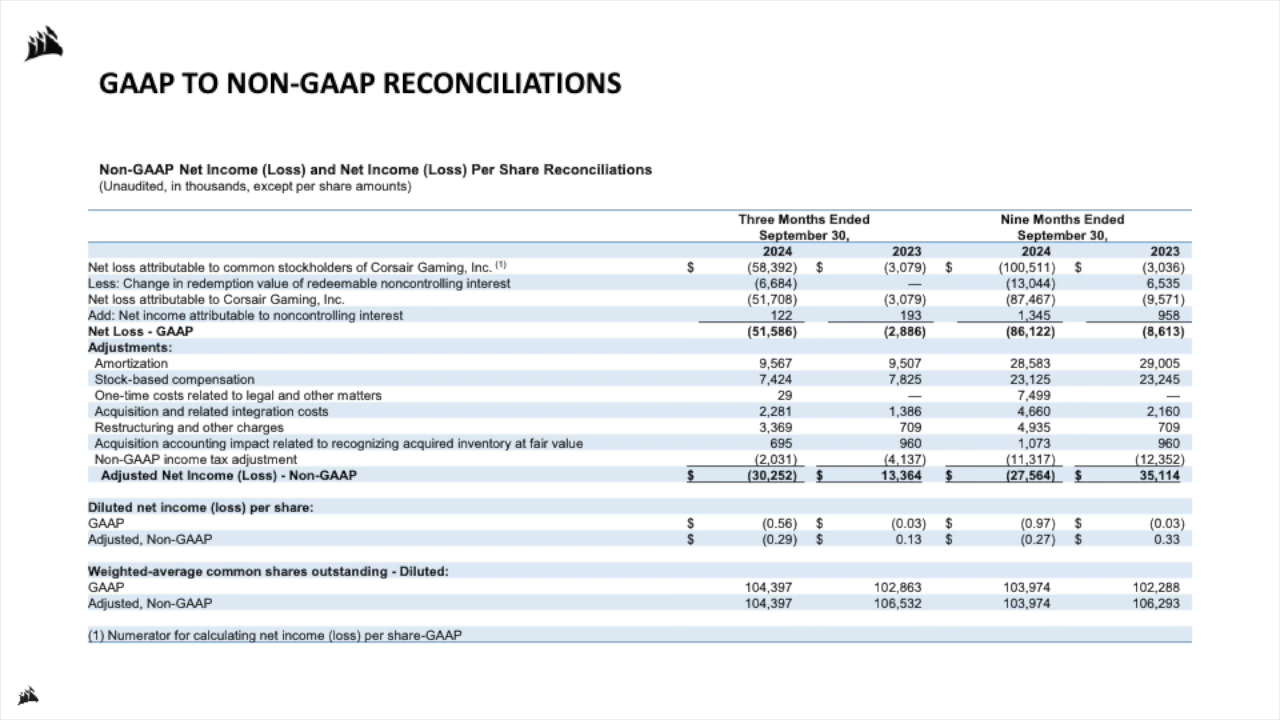 GAAP TO NON-GAAP RECONCILIATIONS
Non-GAAP Net Income (Loss) and Net Income (Loss) Per Share Reconciliations
(Unaudited, in thousands, except per share amounts)
Three Months Ended Nine Months Ended
September 30, September 30,
2024 2023 2024 2023
Net loss attributable to common stockholders of Corsair Gaming, Inc. (1) $ (58,392) $ (3,079) $ (100,511) $ (3,036)
Less: Change in redemption value of redeemable noncontrolling interest (6,684) — (13,044) 6,535
Net loss attributable to Corsair Gaming, Inc. (51,708) (3,079) (87,467) (9,571)
Add: Net income attributable to noncontrolling interest 122 193 1,345 958
Net Loss - GAAP (51,586) (2,886) (86,122) (8,613)
Adjustments:
Amortization 9,567 9,507 28,583 29,005
Stock-based compensation 7,424 7,825 23,125 23,245
One-time costs related to legal and other matters 29 — 7,499 —
Acquisition and related integration costs 2,281 1,386 4,660 2,160
Restructuring and other charges 3,369 709 4,935 709
Acquisition accounting impact related to recognizing acquired inventory at fair value 695 960 1,073 960
Non-GAAP income tax adjustment (2,031) (4,137) (11,317) (12,352)
Adjusted Net Income (Loss) - Non-GAAP $ (30,252) $ 13,364 $ (27,564) $ 35,114
Diluted net income (loss) per share:
GAAP $ (0.56) $ (0.03) $ (0.97) $ (0.03)
Adjusted, Non-GAAP $ (0.29) $ 0.13 $ (0.27) $ 0.33
Weighted-average common shares outstanding - Diluted:
GAAP 104,397 102,863 103,974 102,288
Adjusted, Non-GAAP 104,397 106,532 103,974 106,293
(1) Numerator for calculating net income (loss) per share-GAAP